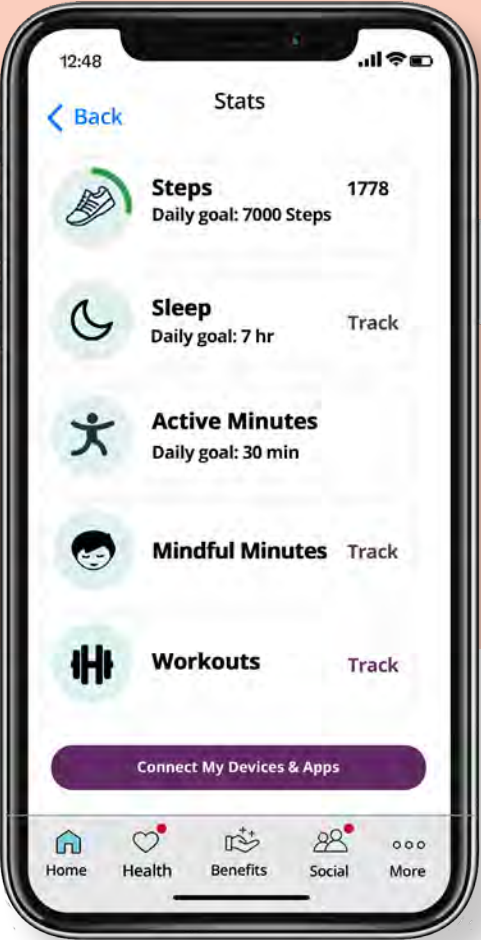 12:48
Back
Stats
Steps
1778
Daily goal: 7000 Steps
Sleep
Daily goal: 7 hr
Track
Active Minutes
Daily goal: 30 min
Mindful Minutes
Track
Workouts
Track
Connect My Devices & Apps
Home
Health
Benefits
Social
More